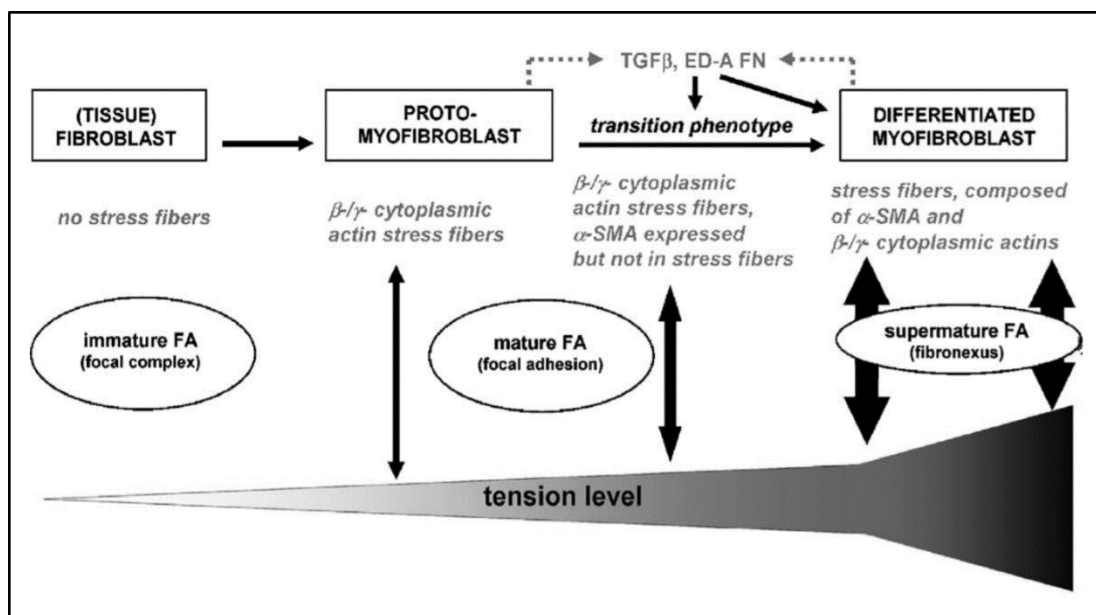 TGFβ, ED-A FN
(TISSUE)
FIBROBLAST
PROTO-
MYOFIBROBLAST
transition phenotype
DIFFERENTIATED
MYOFIBROBLAST
no stress fibers
β-/γ- cytoplasmic
actin stress fibers
β-/γ- cytoplasmic
actin stress fibers,
α-SMA expressed
but not in stress fibers
stress fibers, composed
of α-SMA and
β-/γ- cytoplasmic actins
immature FA
(focal complex)
mature FA
(focal adhesion)
supermature FA
(fibronexus)
tension level